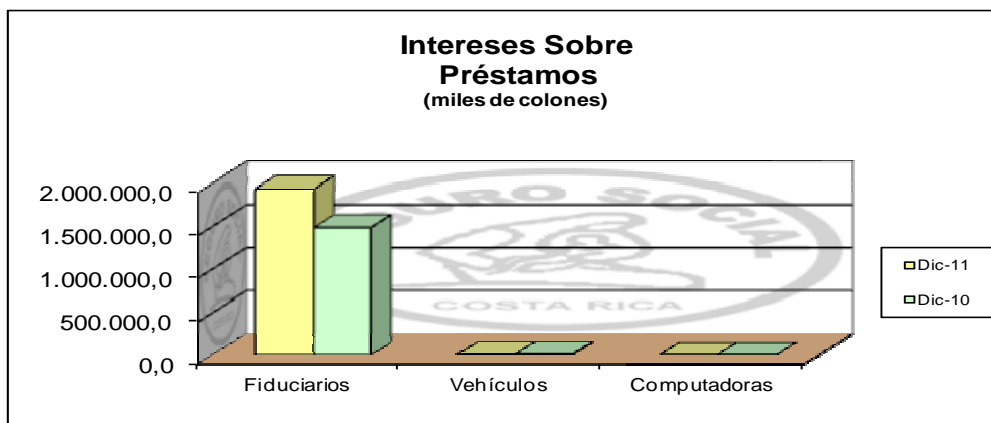 Intereses Sobre
Préstamos
(miles de colones)
2.000.000,0
1.500.000,0
1.000.000,0
500.000,0
0,0
SOCIAL
COSTA RICA
Fiduciarios
Vehículos
Computadoras
Dic-11
Dic-10